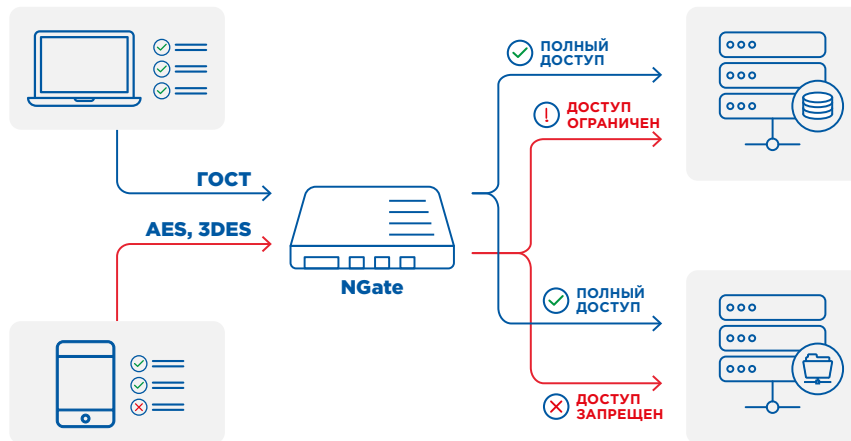 ПОЛНЫЙ
ДОСТУП
ДОСТУП
ОГРАНИЧЕН
ГОСТ
AES, 3DES
NGate
ПОЛНЫЙ
ДОСТУП
ДОСТУП
ЗАПРЕЩЕН